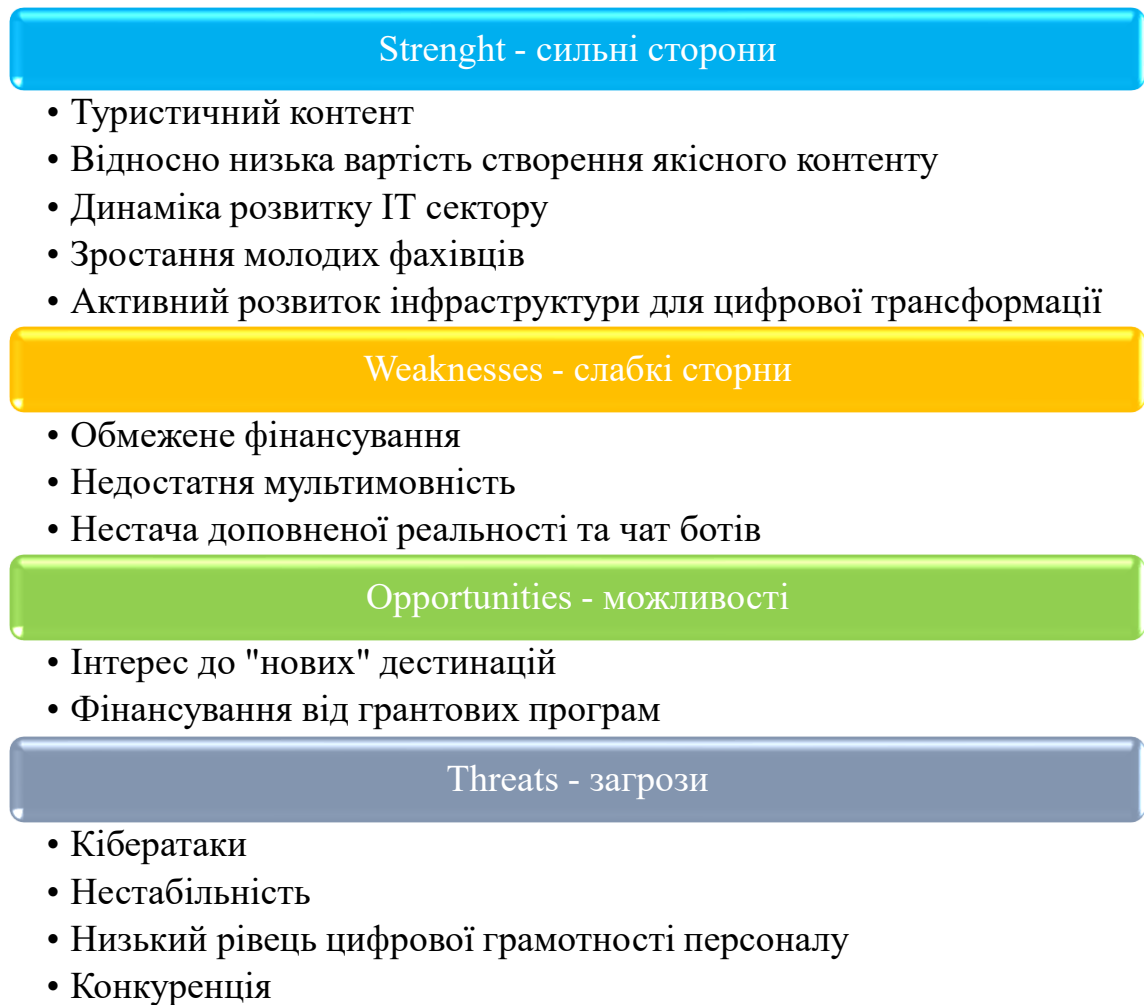 Strenght - сильні сторони
• Туристичний контент
• Відносно низька вартість створення якісного контенту
• Динаміка розвитку ІТ сектору
• Зростання молодих фахівців
• Активний розвиток інфраструктури для цифрової трансформації
Weaknesses - слабкі сторни
• Обмежене фінансування
• Недостатня мультимовність
• Нестача доповненої реальності та чат ботів
Opportunities - можливості
• Інтерес до "нових" дестинацій
• Фінансування від грантових програм
Threats - загрози
• Кібератаки
• Нестабільність
• Низький рівець цифрової грамотності персоналу
• Конкуренція